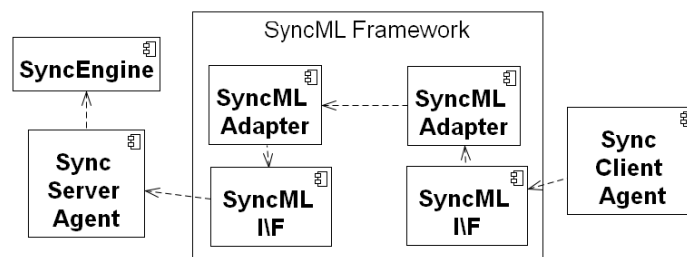 SyncML Framework
SyncEngine
SyncML
Adapter
SyncML
Adapter
Sync
Server
Agent
SyncML
I\F
SyncML
I\F
Sync
Client
Agent